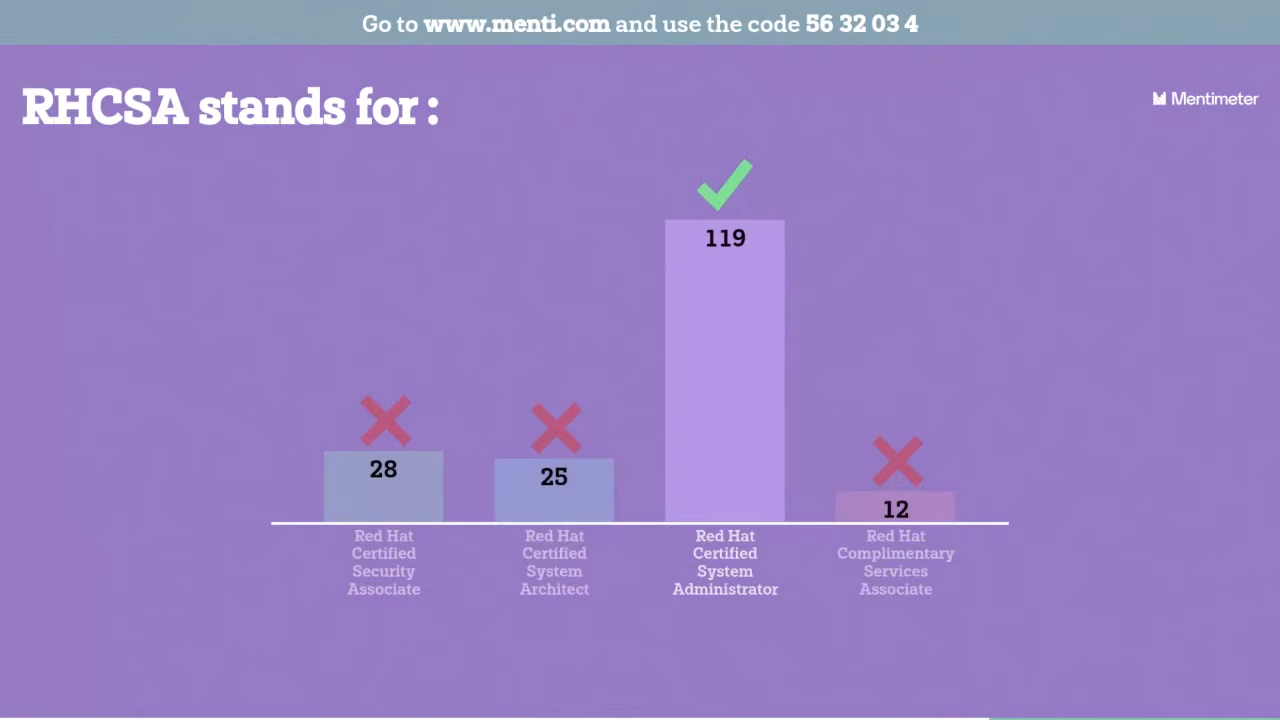 Go to www.menti.com and use the code 56 32 03 4
RHCSA stands for :
Mentimeter
119
28
25
12
Red Hat
Certified
Security
Associate
Red Hat
Certified
System
Architect
Red Hat
Certified
System
Administrator
Red Hat
Complimentary
Services
Associate